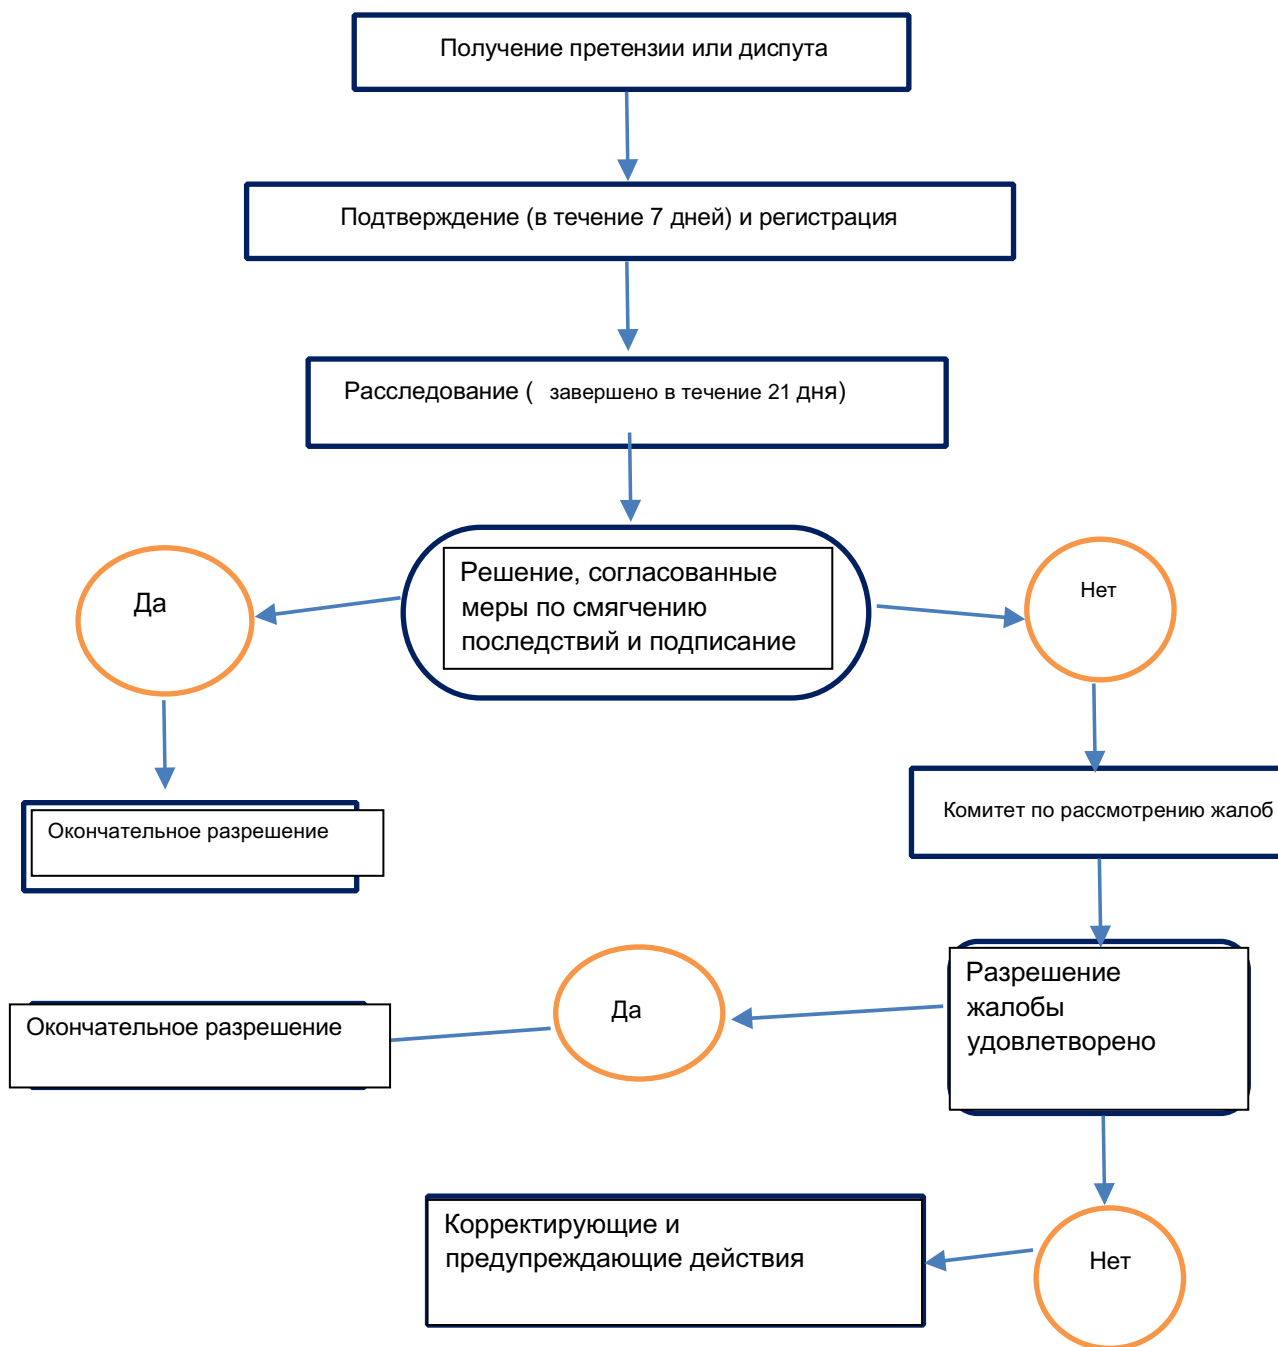 Получение претензии или диспута
Подтверждение (в течение 7 дней) и регистрация
Расследование ( завершено в течение 21 дня)
Решение, согласованные
меры по смягчению
последствий и подписание
Да
Нет
Окончательное разрешение
Комитет по рассмотрению жалоб
Разрешение
жалобы
удовлетворено
Да
Окончательное разрешение
Корректирующие и
предупреждающие действия
Нет